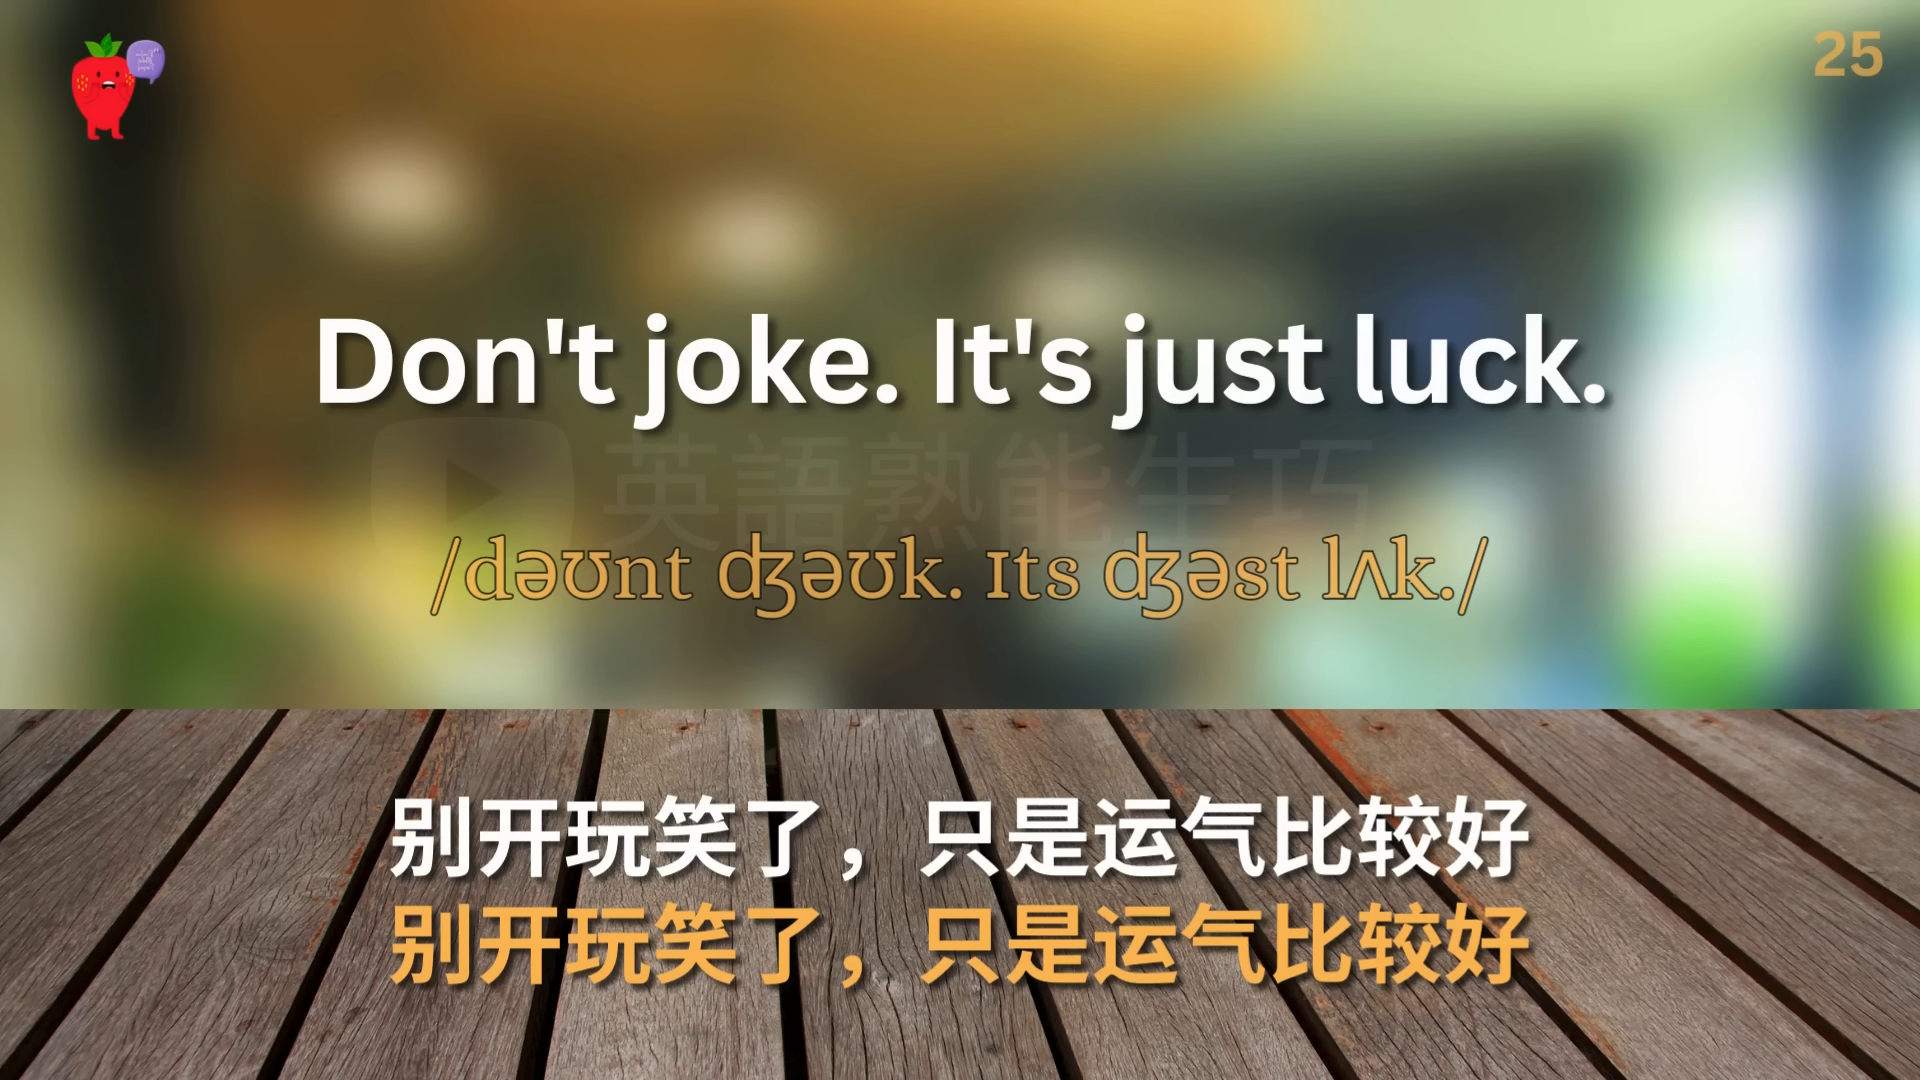 25
Don't joke. It's just luck.
英語熟能生巧
/dəʊnt ʤəʊk. ɪts ʤəst lʌk./
别开玩笑了，只是运气比较好
别开玩笑了，只是运气比较好